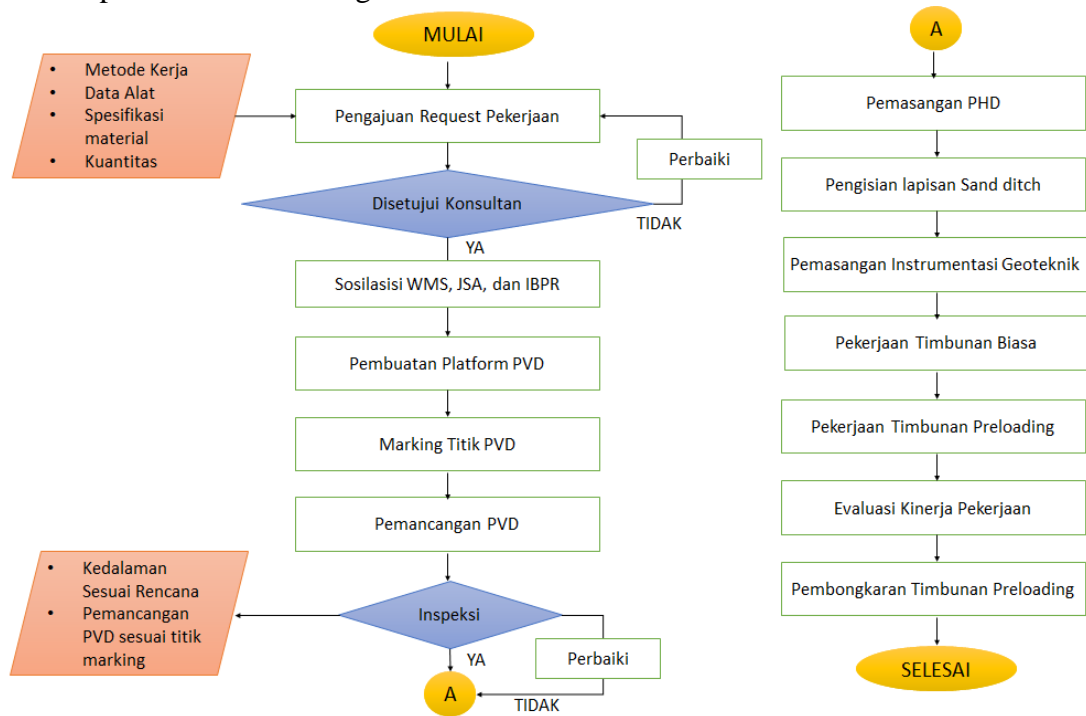 MULAI
• Metode Kerja
• Data Alat
• Spesifikasi
material
• Kuantitas
Pengajuan Request Pekerjaan
Perbaiki
Disetujui Konsultan
TIDAK
YA
Sosilasisi WMS, JSA, dan IBPR
Pembuatan Platform PVD
Marking Titik PVD
Pemancangan PVD
• Kedalaman
Sesuai Rencana
• Pemancangan
PVD sesuai titik
marking
Inspeksi
Perbaiki
YA
TIDAK
A
A
Pemasangan PHD
Pengisian lapisan Sand ditch
Pemasangan Instrumentasi Geoteknik
Pekerjaan Timbunan Biasa
Pekerjaan Timbunan Preloading
Evaluasi Kinerja Pekerjaan
Pembongkaran Timbunan Preloading
SELESAI